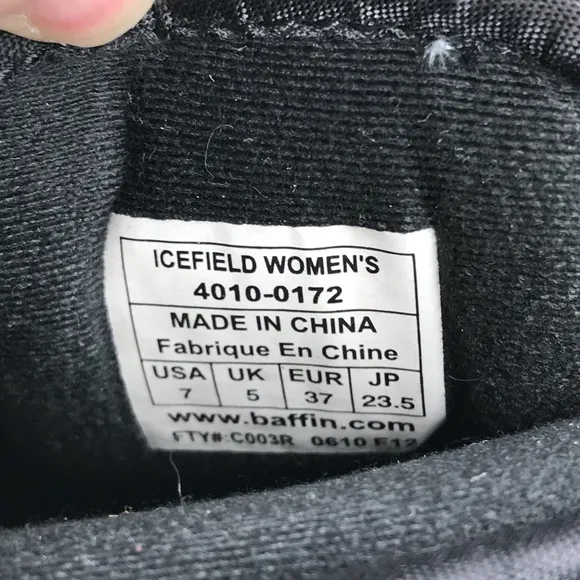 ICEFIELD WOMEN'S
4010-0172
MADE IN CHINA
Fabrique En Chine
USA UK EUR JP
7 5 37 23.5
www.baffin.com
FTY#:C003R 0610 F12